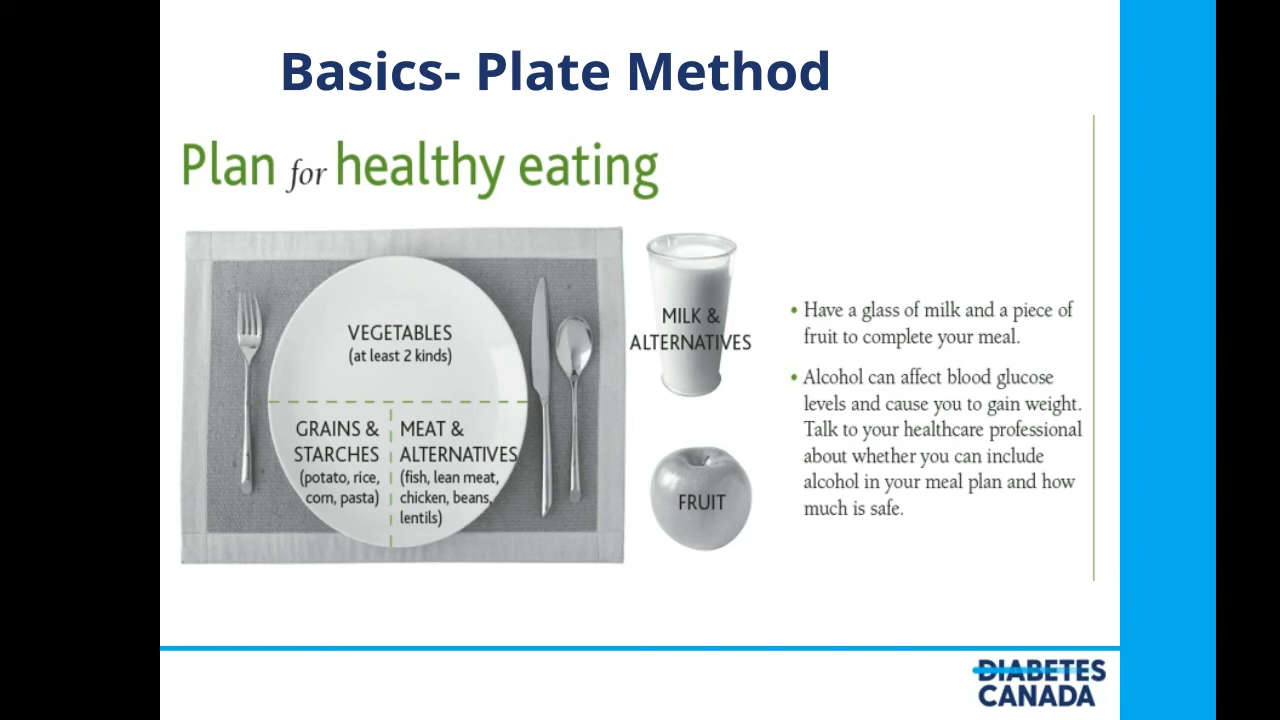 Basics- Plate Method
Plan for healthy eating
VEGETABLES
(at least 2 kinds)
GRAINS &
STARCHES
(potato, rice,
corn, pasta)
MEAT &
ALTERNATIVES
(fish, lean meat,
chicken, beans,
lentils)
MILK &
ALTERNATIVES
FRUIT
• Have a glass of milk and a piece of
fruit to complete your meal.
• Alcohol can affect blood glucose
levels and cause you to gain weight.
Talk to your healthcare professional
about whether you can include
alcohol in your meal plan and how
much is safe.
DIABETES
CANADA